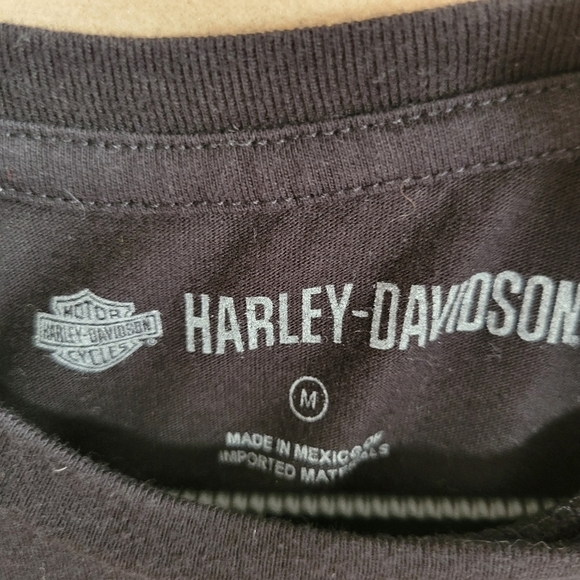 MOTOR
HARLEY-DAVIDSON
CYCLES
HARLEY-DAVIDSON
M
MADE IN MEXICO OF
IMPORTED MATERIALS